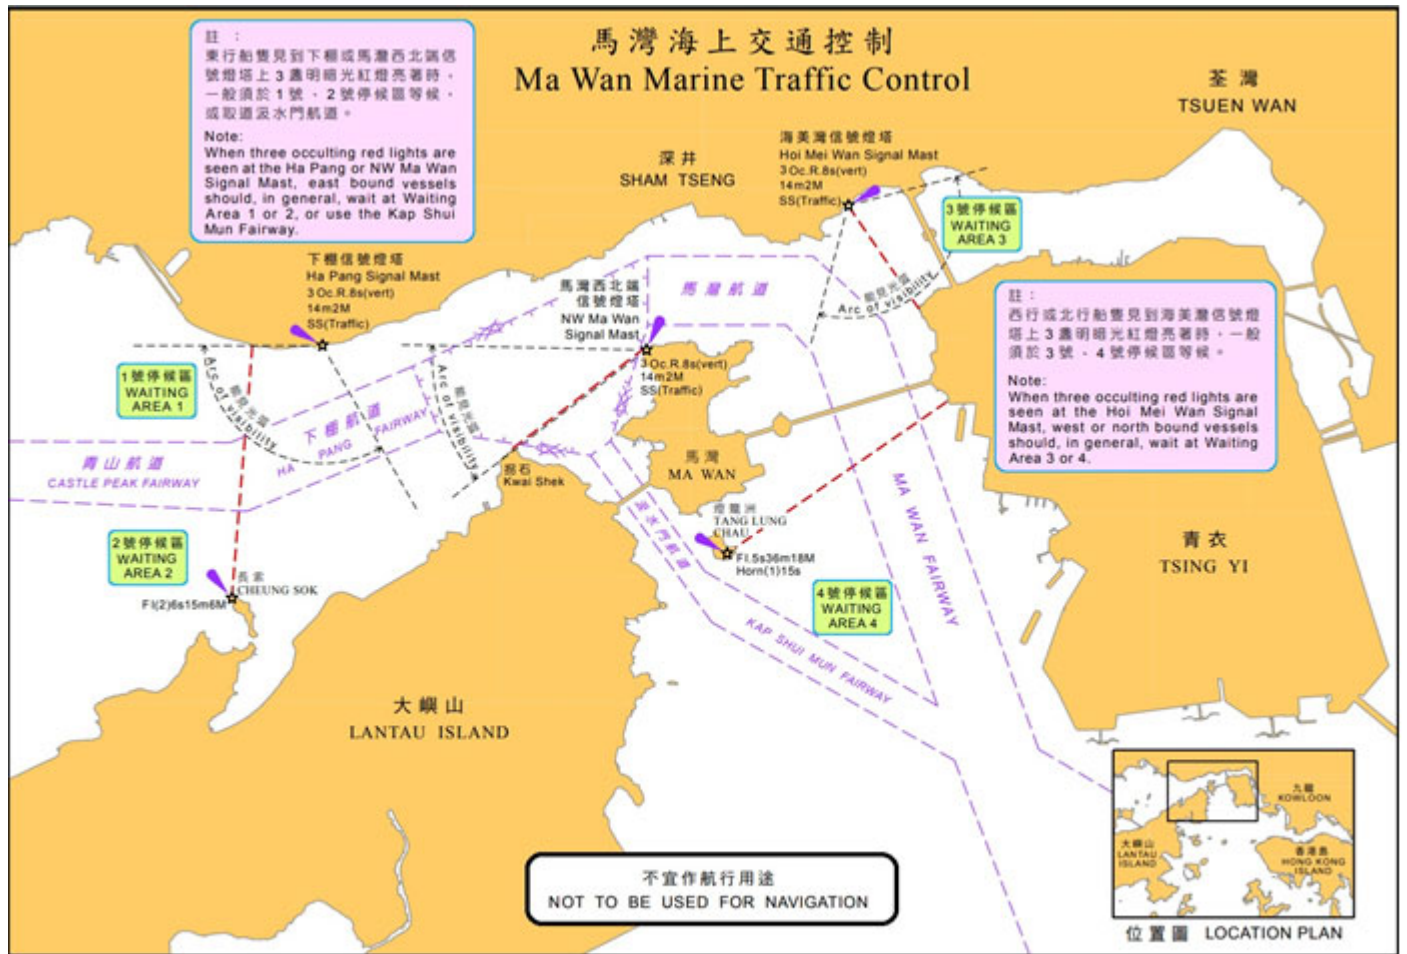 馬灣海上交通控制
Ma Wan Marine Traffic Control
註：
東行船隻見到下棚或馬灣西北端信
號燈塔上3盞明暗光紅燈亮著時，
一般須於1號、2號停候區等候，
或取道汲水門航道。
Note:
When three occulting red lights are
seen at the Ha Pang or NW Ma Wan
Signal Mast, east bound vessels
should, in general, wait at Waiting
Area 1 or 2, or use the Kap Shui
Mun Fairway.
荃灣
TSUEN WAN
深井
SHAM TSENG
海美灣信號燈塔
Hoi Mei Wan Signal Mast
3Oc.R.8s(vert)
14m2M
SS(Traffic)
3號停候區
WAITING
AREA 3
能見光弧
Arc of visibility
下棚信號燈塔
Ha Pang Signal Mast
3Oc.R.8s(vert)
14m2M
SS(Traffic)
馬灣西北端
信號燈塔
NW Ma Wan
Signal Mast
3Oc.R.8s(vert)
14m2M
SS(Traffic)
馬灣航道
註：
西行或北行船隻見到海美灣信號燈
塔上3盞明暗光紅燈亮著時，一般
須於3號、4號停候區等候。
Note:
When three occulting red lights are
seen at the Hoi Mei Wan Signal
Mast, west or north bound vessels
should, in general, wait at Waiting
Area 3 or 4.
1號停候區
WAITING
AREA 1
能見光弧
Arc of visibility
下棚航道
HA PANG FAIRWAY
能見光弧
Arc of visibility
青山航道
CASTLE PEAK FAIRWAY
拐石
Kwai Shek
馬灣
MA WAN
MA WAN FAIRWAY
燈籠洲
TANG LUNG
CHAU
Fl.5s36m18M
Horn(1)15s
汲水門航道
KAP SHUI MUN FAIRWAY
2號停候區
WAITING
AREA 2
長索
CHEUNG SOK
Fl(2)6s15m6M
4號停候區
WAITING
AREA 4
青衣
TSING YI
大嶼山
LANTAU ISLAND
不宜作航行用途
NOT TO BE USED FOR NAVIGATION
九龍
KOWLOON
大嶼山
LANTAU
ISLAND
香港島
HONG KONG
ISLAND
位置圖 LOCATION PLAN